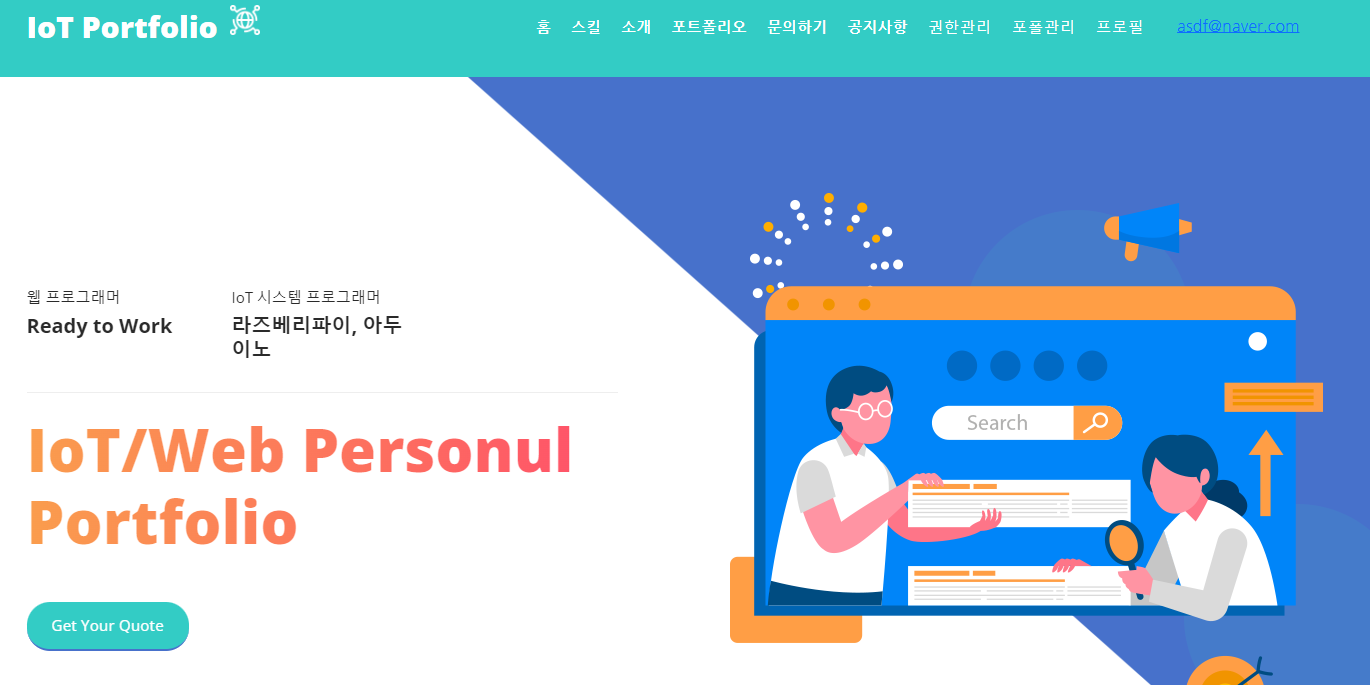 IoT Portfolio
홈 스킬 소개 포트폴리오 문의하기 공지사항 권한관리 포폴관리 프로필 asdf@naver.com
웹 프로그래머
Ready to Work
IoT 시스템 프로그래머
라즈베리파이, 아두
이노
IoT/Web Personul
Portfolio
Get Your Quote
Search